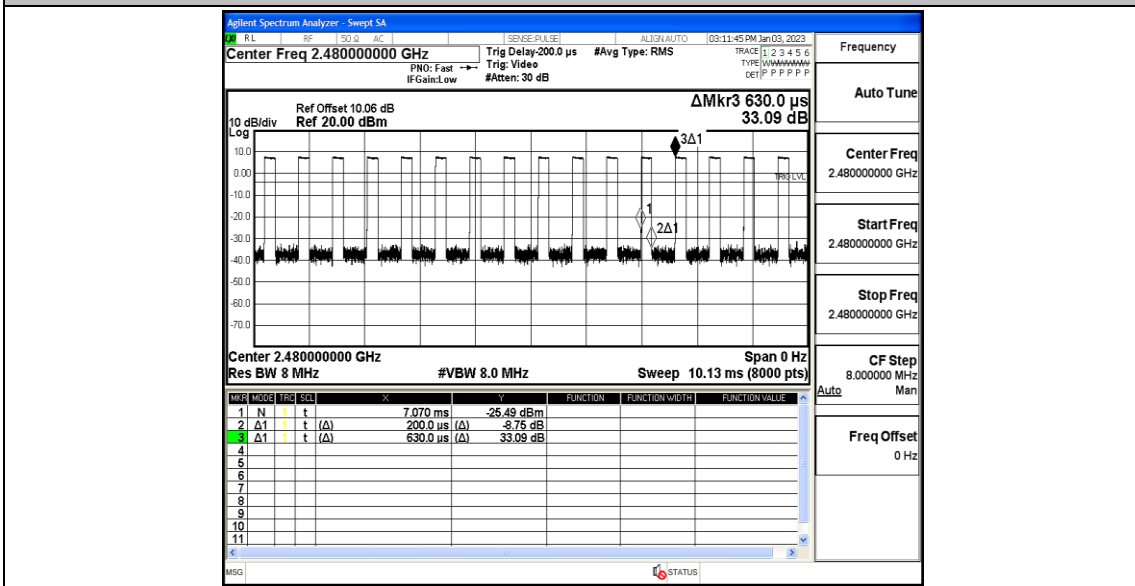 Agilent Spectrum Analyzer - Swept SA
RL RF 50 Ω AC SENSE:PULSE ALIGN AUTO 03:11:45 PM Jan 03, 2023
Center Freq 2.480000000 GHz
PNO: Fast
IFGain:Low
Trig Delay-200.0 µs
Trig: Video
#Atten: 30 dB
#Avg Type: RMS
TRACE 1 2 3 4 5 6
TYPE
DET P P P P P P
Ref Offset 10.06 dB
Ref 20.00 dBm
10 dB/div
Log
ΔMkr3 630.0 µs
33.09 dB
3Δ1
10.0
0.00
TRIG LVL
-10.0
-20.0
1
2Δ1
-30.0
-40.0
-50.0
-60.0
-70.0
Center 2.480000000 GHz Span 0 Hz
Res BW 8 MHz #VBW 8.0 MHz Sweep 10.13 ms (8000 pts)
MKR MODE TRC SCL X Y FUNCTION FUNCTION WIDTH FUNCTION VALUE
1 N t 7.070 ms -25.49 dBm
2 Δ1 t (Δ) 200.0 µs (Δ) -8.75 dB
3 Δ1 t (Δ) 630.0 µs (Δ) 33.09 dB
4
5
6
7
8
9
10
11
MSG STATUS
Frequency
Auto Tune
Center Freq
2.480000000 GHz
Start Freq
2.480000000 GHz
Stop Freq
2.480000000 GHz
CF Step
8.000000 MHz
Auto Man
Freq Offset
0 Hz